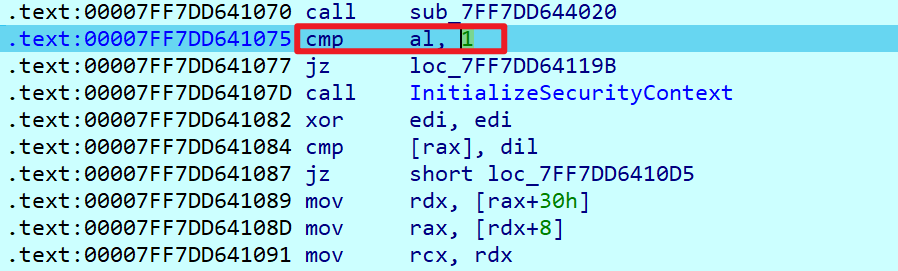 .text:00007FF7DD641070 call sub_7FF7DD644020
.text:00007FF7DD641075 cmp al, 1
.text:00007FF7DD641077 jz loc_7FF7DD64119B
.text:00007FF7DD64107D call InitializeSecurityContext
.text:00007FF7DD641082 xor edi, edi
.text:00007FF7DD641084 cmp [rax], dil
.text:00007FF7DD641087 jz short loc_7FF7DD6410D5
.text:00007FF7DD641089 mov rdx, [rax+30h]
.text:00007FF7DD64108D mov rax, [rdx+8]
.text:00007FF7DD641091 mov rcx, rdx